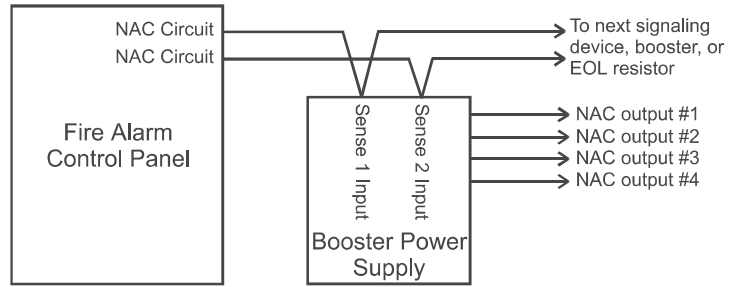 NAC Circuit
NAC Circuit
To next signaling
device, booster, or
EOL resistor
Fire Alarm
Control Panel
Sense 1 Input
Sense 2 Input
NAC output #1
NAC output #2
NAC output #3
NAC output #4
Booster Power
Supply